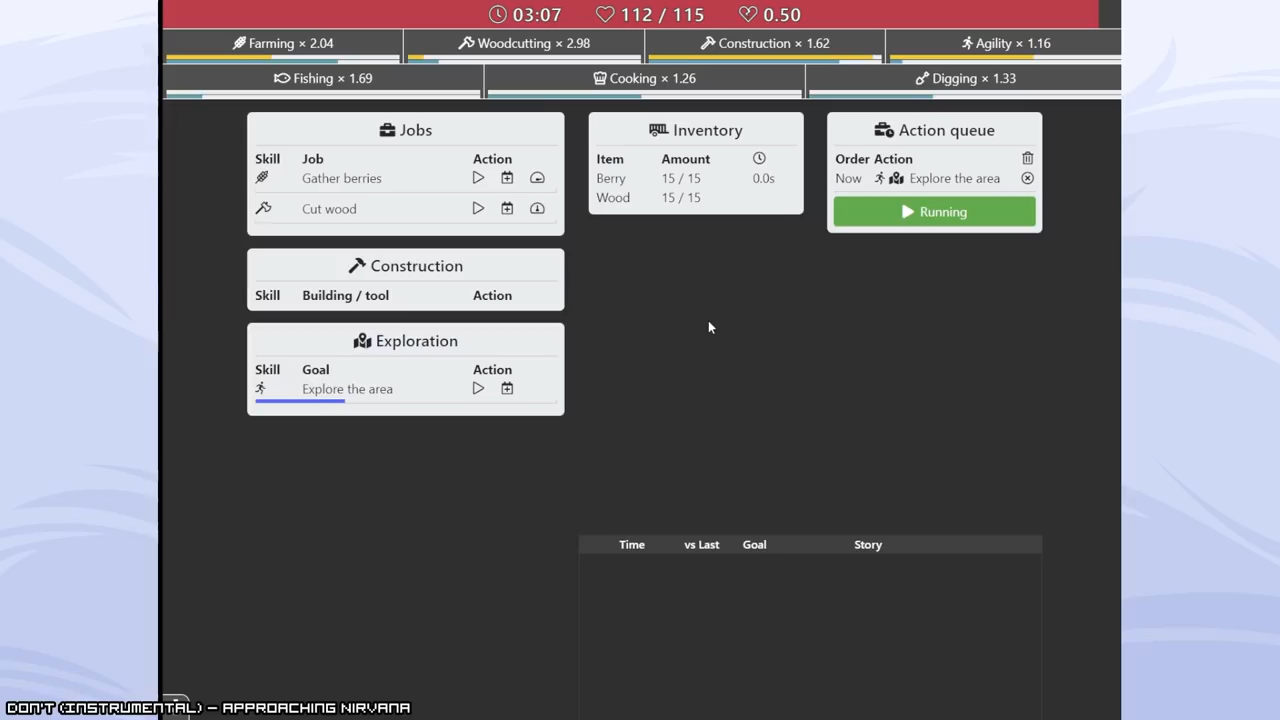 03:07 112 / 115 0.50
Farming × 2.04 Woodcutting × 2.98 Construction × 1.62 Agility × 1.16
Fishing × 1.69 Cooking × 1.26 Digging × 1.33
Jobs
Skill Job Action
Gather berries
Cut wood
Construction
Skill Building / tool Action
Exploration
Skill Goal Action
Explore the area
Inventory
Item Amount
Berry 15 / 15 0.0s
Wood 15 / 15
Action queue
Order Action
Now Explore the area
Running
Time vs Last Goal Story
DON'T (INSTRUMENTAL) – APPROACHING NIRVANA